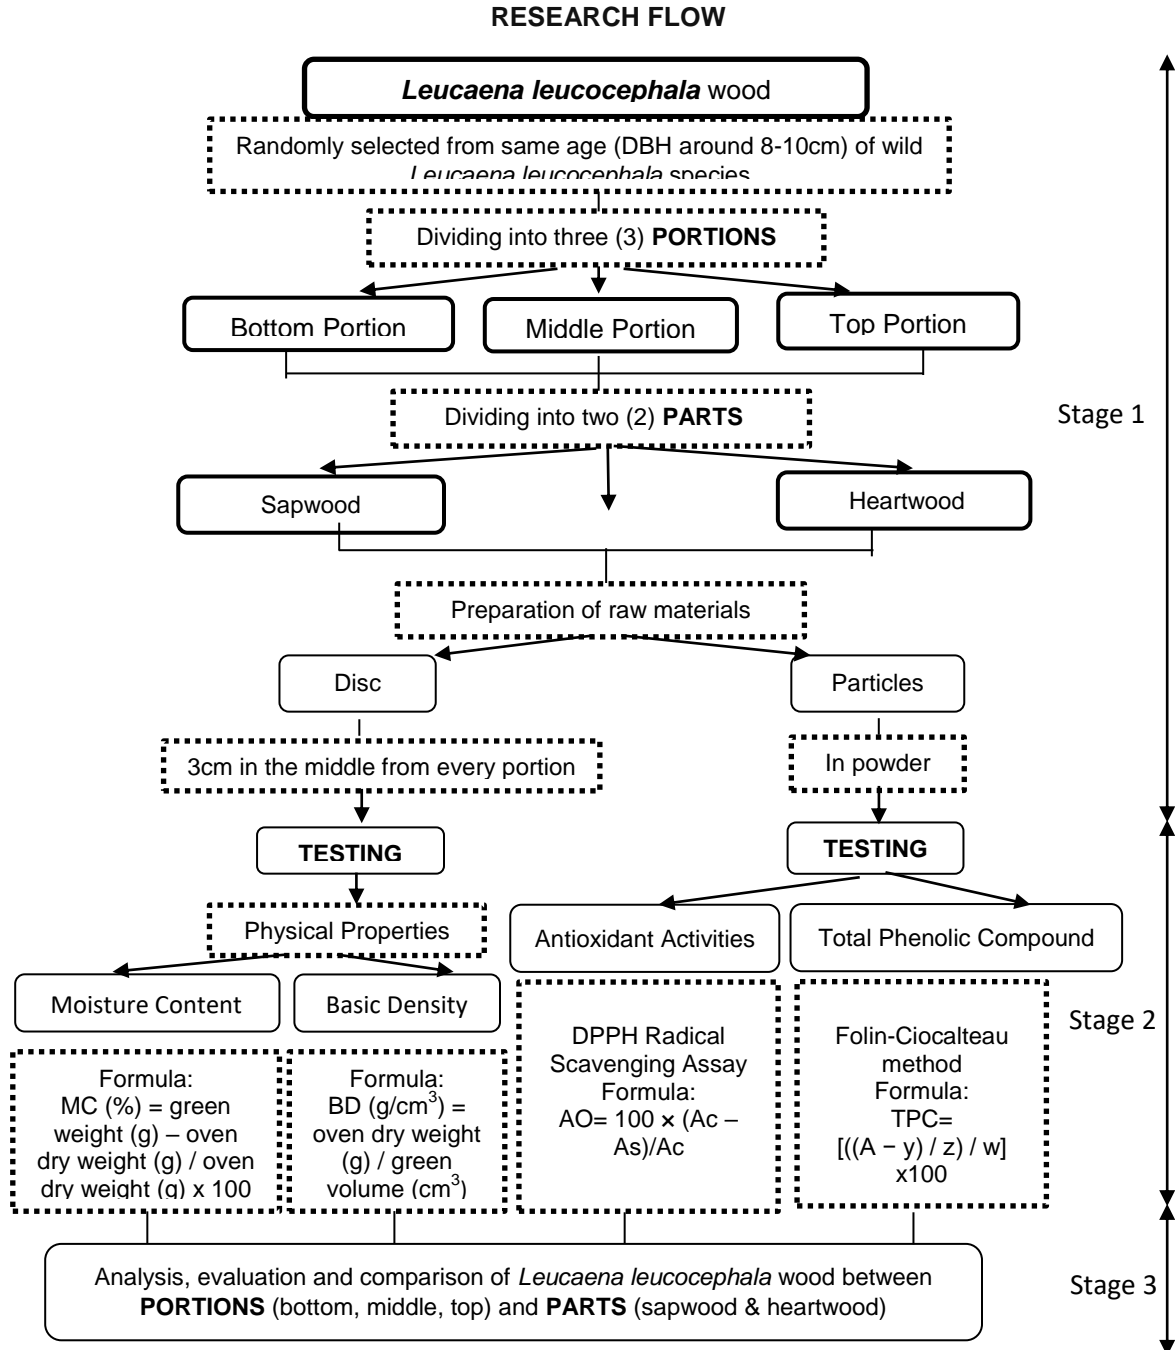 RESEARCH FLOW
Leucaena leucocephala wood
Randomly selected from same age (DBH around 8-10cm) of wild
Leucaena leucocephala species
Dividing into three (3) PORTIONS
Bottom Portion
Middle Portion
Top Portion
Dividing into two (2) PARTS
Stage 1
Sapwood
Heartwood
Preparation of raw materials
Disc
Particles
3cm in the middle from every portion
In powder
TESTING
TESTING
Physical Properties
Antioxidant Activities
Total Phenolic Compound
Moisture Content
Basic Density
Stage 2
Formula:
MC (%) = green
weight (g) – oven
dry weight (g) / oven
dry weight (g) x 100
Formula:
BD (g/cm³) =
oven dry weight
(g) / green
volume (cm³)
DPPH Radical
Scavenging Assay
Formula:
AO= 100 × (Ac –
As)/Ac
Folin-Ciocalteau
method
Formula:
TPC=
[((A − y) / z) / w]
x100
Analysis, evaluation and comparison of Leucaena leucocephala wood between
PORTIONS (bottom, middle, top) and PARTS (sapwood & heartwood)
Stage 3